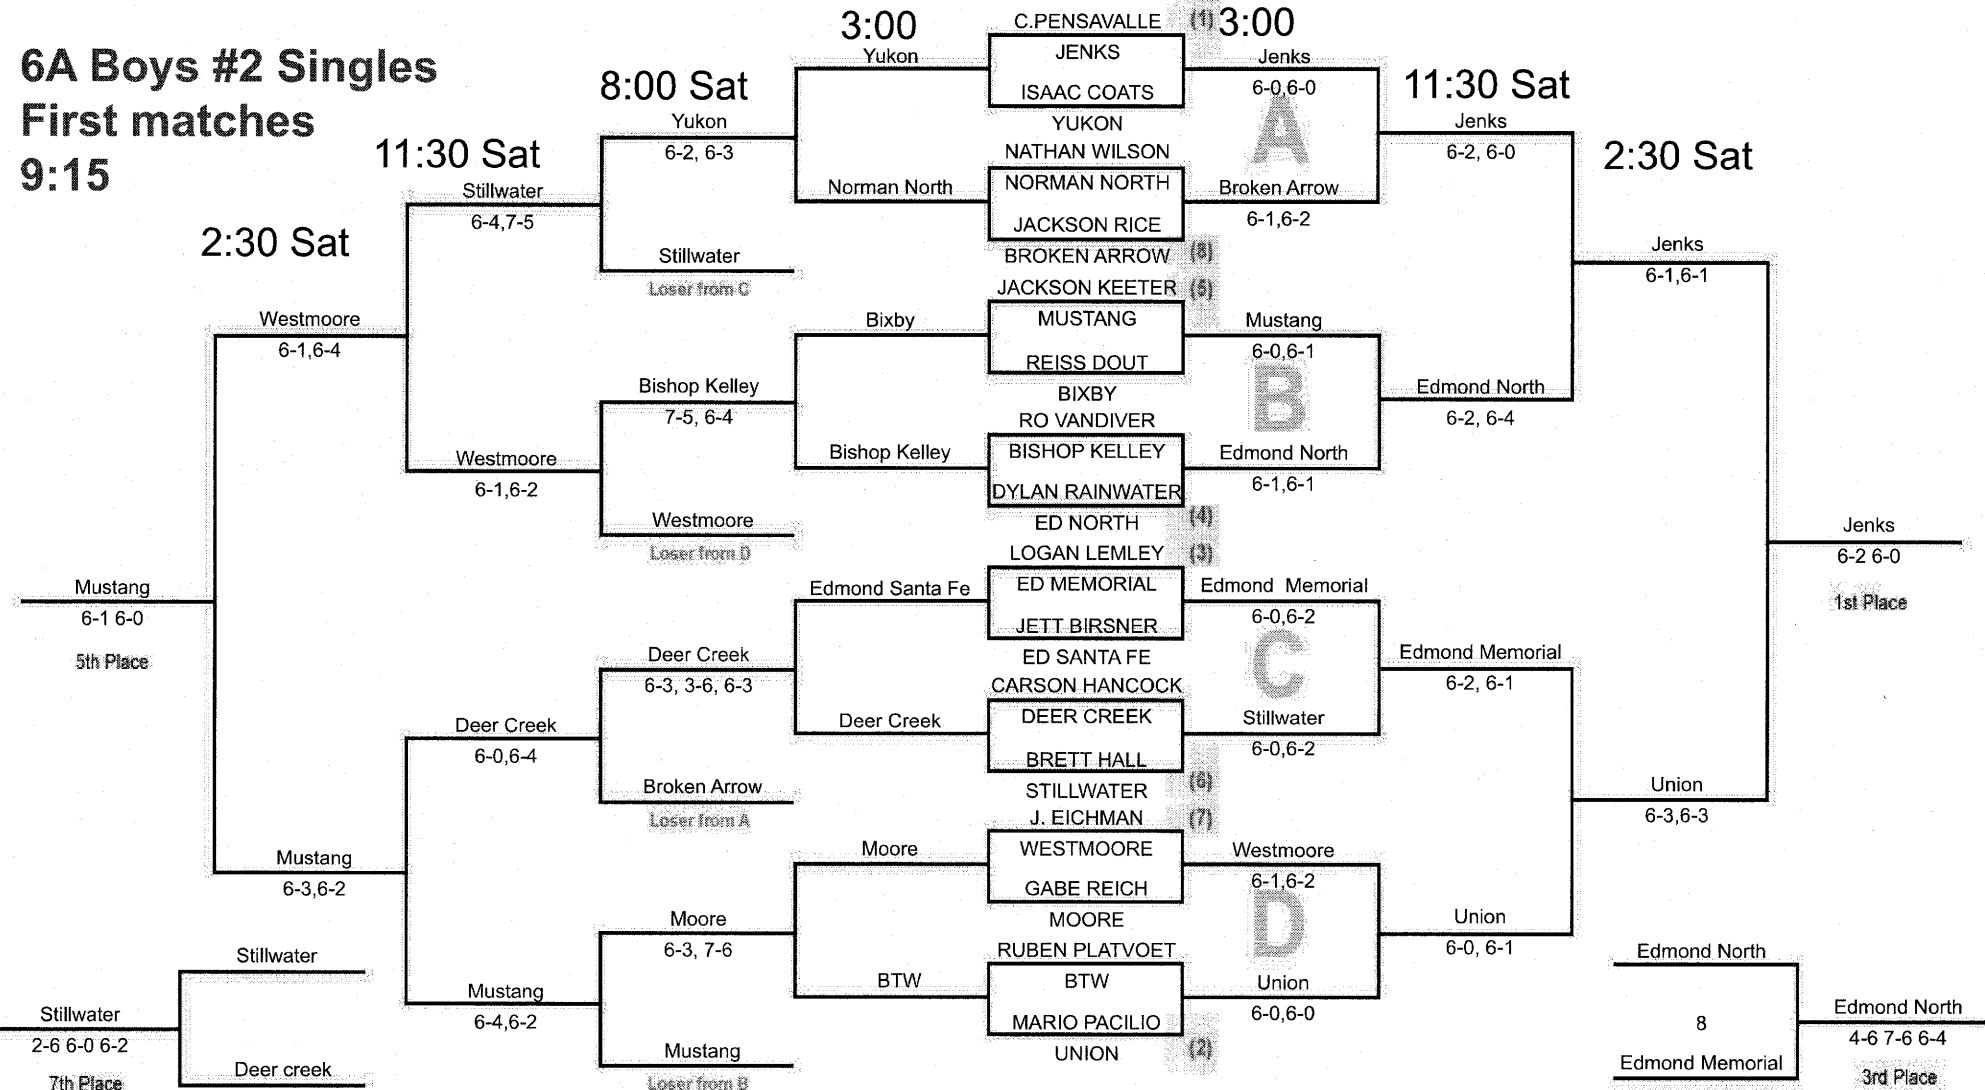 6A Boys #2 Singles
First matches
9:15
2:30 Sat
11:30 Sat
8:00 Sat
3:00
3:00
11:30 Sat
2:30 Sat
C.PENSAVALLE (1)
JENKS
ISAAC COATS
YUKON
NATHAN WILSON
NORMAN NORTH
JACKSON RICE
BROKEN ARROW (8)
JACKSON KEETER (5)
MUSTANG
REISS DOUT
BIXBY
RO VANDIVER
BISHOP KELLEY
DYLAN RAINWATER
ED NORTH (4)
LOGAN LEMLEY (3)
ED MEMORIAL
JETT BIRSNER
ED SANTA FE
CARSON HANCOCK
DEER CREEK
BRETT HALL
STILLWATER (6)
J. EICHMAN (7)
WESTMOORE
GABE REICH
MOORE
RUBEN PLATVOET
BTW
MARIO PACILIO
UNION (2)
Jenks
6-0,6-0
A
Broken Arrow
6-1,6-2
Mustang
6-0,6-1
B
Edmond North
6-1,6-1
Edmond Memorial
6-0,6-2
C
Stillwater
6-0,6-2
Westmoore
6-1,6-2
D
Union
6-0,6-0
Jenks
6-2, 6-0
Edmond North
6-2, 6-4
Edmond Memorial
6-2, 6-1
Union
6-0, 6-1
Jenks
6-1,6-1
Union
6-3,6-3
Jenks
6-2 6-0
1st Place
Edmond North
8
Edmond Memorial
Edmond North
4-6 7-6 6-4
3rd Place
Yukon
Norman North
Bixby
Bishop Kelley
Edmond Santa Fe
Deer Creek
Moore
BTW
Yukon
6-2, 6-3
Stillwater
Loser from C
Bishop Kelley
7-5, 6-4
Westmoore
Loser from D
Deer Creek
6-3, 3-6, 6-3
Broken Arrow
Loser from A
Moore
6-3, 7-6
Mustang
Loser from B
Stillwater
6-4,7-5
Westmoore
6-1,6-2
Deer Creek
6-0,6-4
Mustang
6-4,6-2
Westmoore
6-1,6-4
Mustang
6-3,6-2
Mustang
6-1 6-0
5th Place
Stillwater
Deer creek
Stillwater
2-6 6-0 6-2
7th Place